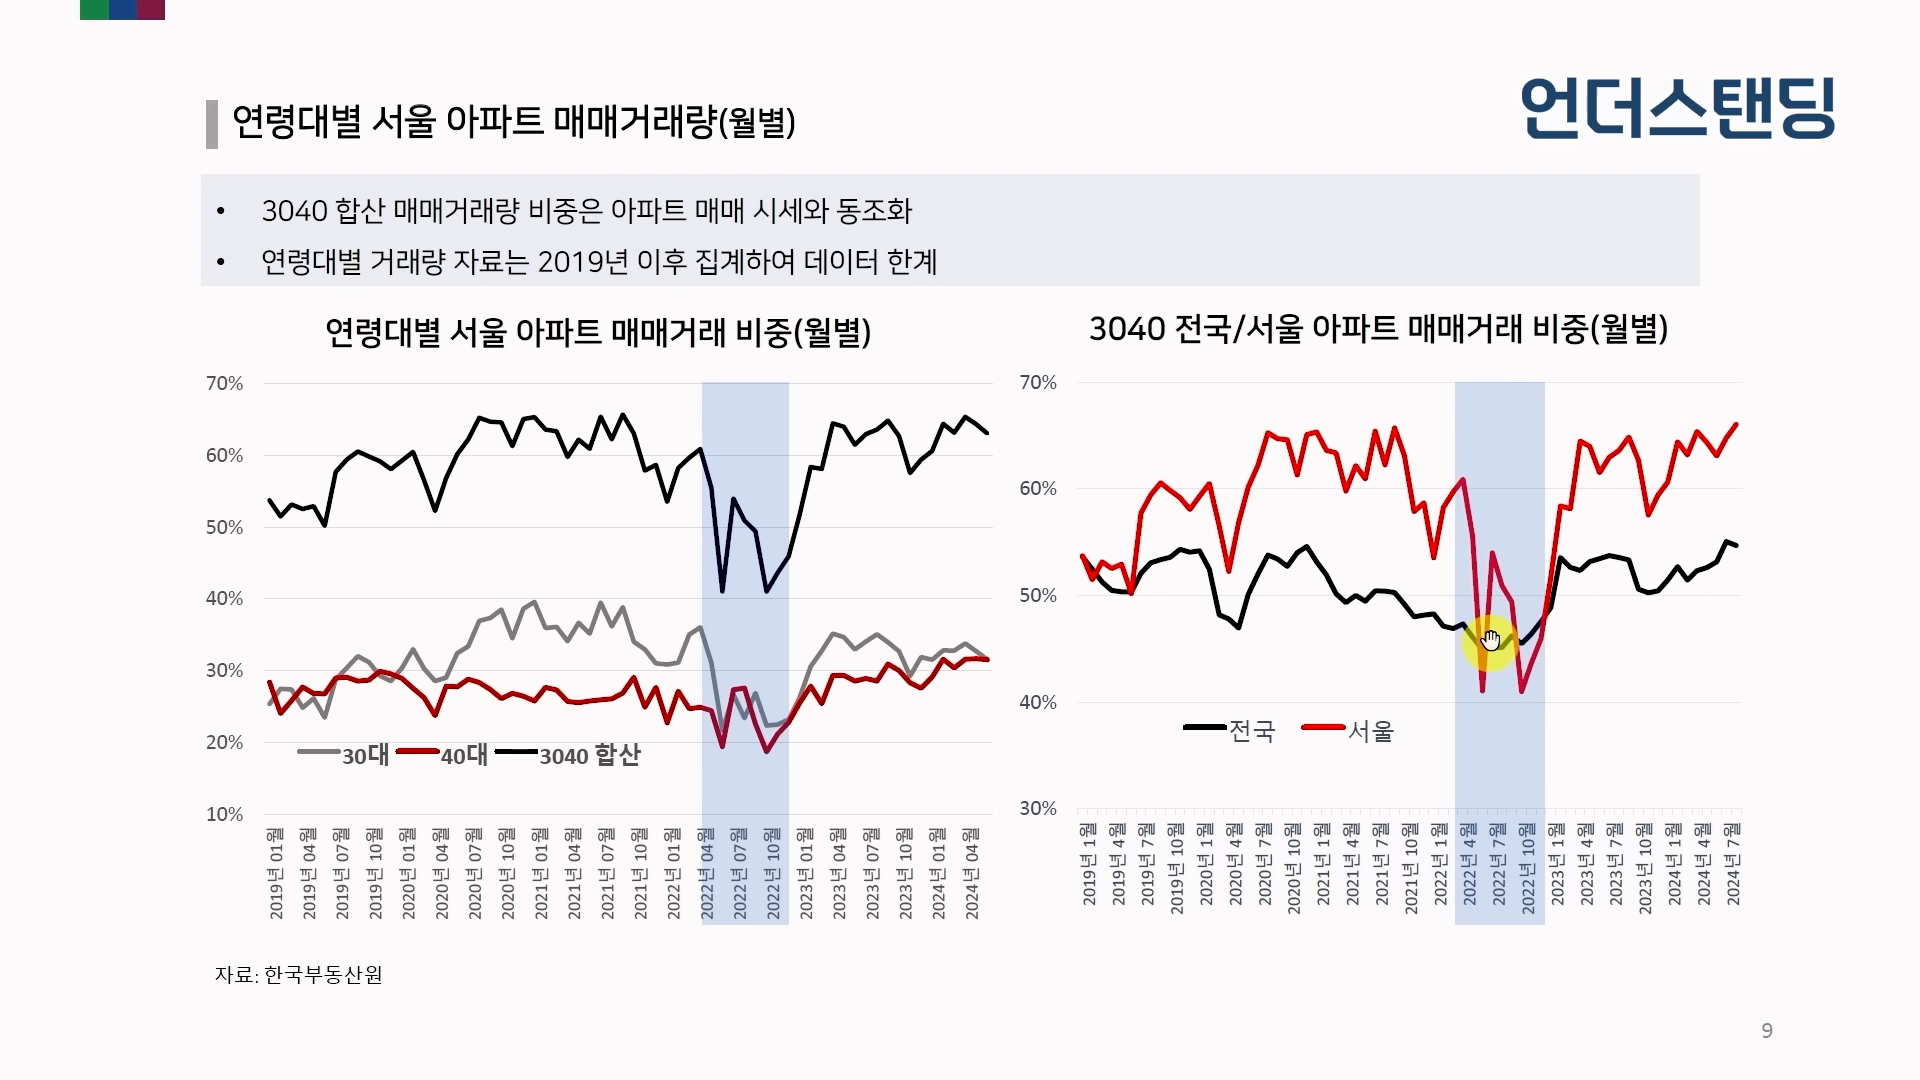 언더스탠딩
연령대별 서울 아파트 매매거래량(월별)
• 3040 합산 매매거래량 비중은 아파트 매매 시세와 동조화
• 연령대별 거래량 자료는 2019년 이후 집계하여 데이터 한계
연령대별 서울 아파트 매매거래 비중(월별)
70%
60%
50%
40%
30%
20%
10%
30대 40대 3040 합산
2019년 01월
2019년 04월
2019년 07월
2019년 10월
2020년 01월
2020년 04월
2020년 07월
2020년 10월
2021년 01월
2021년 04월
2021년 07월
2021년 10월
2022년 01월
2022년 04월
2022년 07월
2022년 10월
2023년 01월
2023년 04월
2023년 07월
2023년 10월
2024년 01월
2024년 04월
3040 전국/서울 아파트 매매거래 비중(월별)
70%
60%
50%
40%
30%
전국 서울
2019년 1월
2019년 4월
2019년 7월
2019년 10월
2020년 1월
2020년 4월
2020년 7월
2020년 10월
2021년 1월
2021년 4월
2021년 7월
2021년 10월
2022년 1월
2022년 4월
2022년 7월
2022년 10월
2023년 1월
2023년 4월
2023년 7월
2023년 10월
2024년 1월
2024년 4월
2024년 7월
자료: 한국부동산원
9